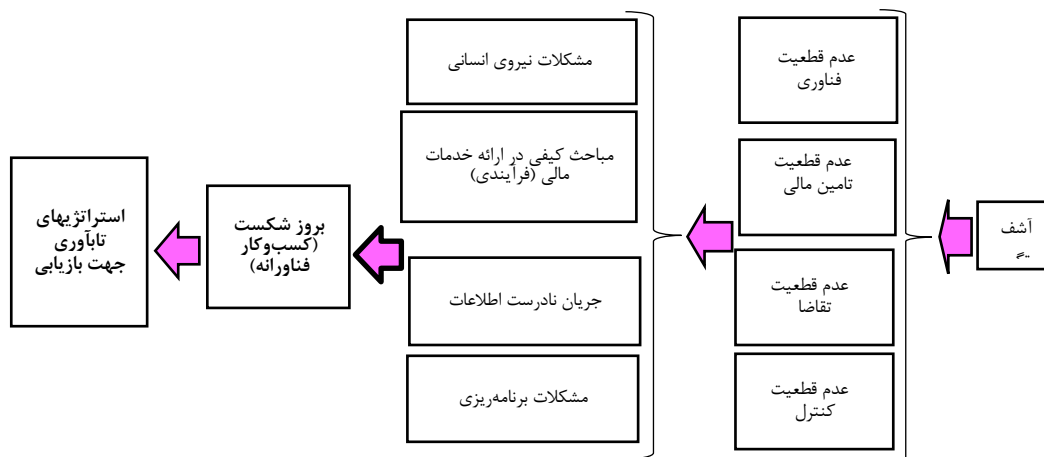 آشف
عدم قطعیت
فناوری
عدم قطعیت
تامین مالی
عدم قطعیت
تقاضا
عدم قطعیت
کنترل
مشکلات نیروی انسانی
مباحث کیفی در ارائه خدمات
مالی (فرآیندی)
جریان نادرست اطلاعات
مشکلات برنامه‌ریزی
بروز شکست
(کسب‌وکار
فناورانه)
استراتژیهای
تابآوری
جهت بازیابی